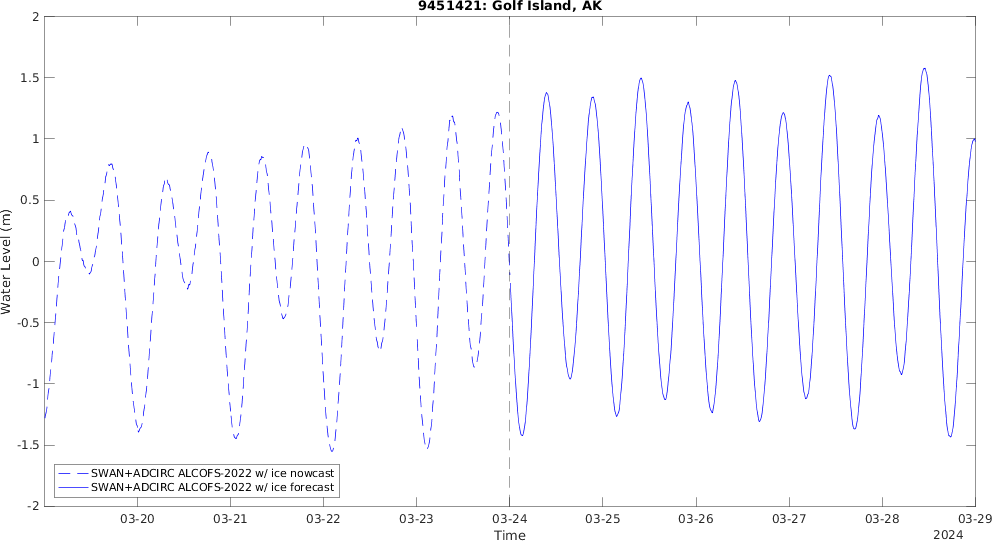 9451421: Golf Island, AK
2
1.5
1
0.5
0
-0.5
-1
-1.5
-2
Water Level (m)
SWAN+ADCIRC ALCOFS-2022 w/ ice nowcast
SWAN+ADCIRC ALCOFS-2022 w/ ice forecast
03-20 03-21 03-22 03-23 03-24 03-25 03-26 03-27 03-28 03-29
Time
2024